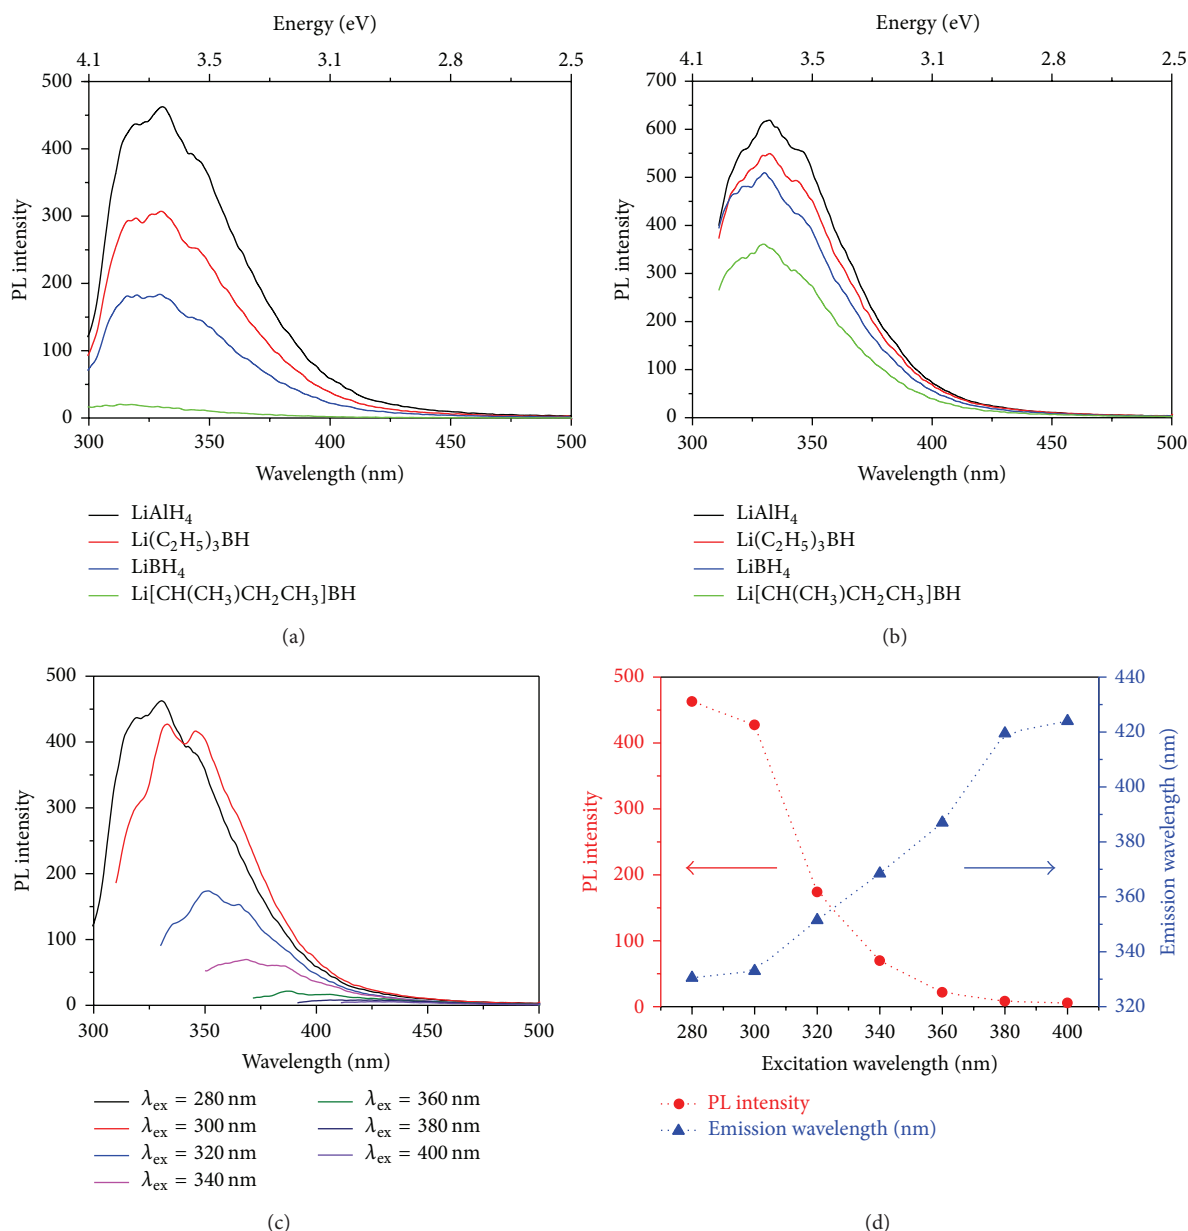 Energy (eV)
4.1 3.5 3.1 2.8 2.5
500
400
300
200
100
0
PL intensity
300 350 400 450 500
Wavelength (nm)
LiAlH₄
Li(C₂H₅)₃BH
LiBH₄
Li[CH(CH₃)CH₂CH₃]BH
(a)
Energy (eV)
4.1 3.5 3.1 2.8 2.5
700
600
500
400
300
200
100
0
PL intensity
300 350 400 450 500
Wavelength (nm)
LiAlH₄
Li(C₂H₅)₃BH
LiBH₄
Li[CH(CH₃)CH₂CH₃]BH
(b)
500
400
300
200
100
0
PL intensity
300 350 400 450 500
Wavelength (nm)
λex = 280 nm
λex = 300 nm
λex = 320 nm
λex = 340 nm
λex = 360 nm
λex = 380 nm
λex = 400 nm
(c)
500
400
300
200
100
0
PL intensity
440
420
400
380
360
340
320
Emission wavelength (nm)
280 300 320 340 360 380 400
Excitation wavelength (nm)
PL intensity
Emission wavelength (nm)
(d)